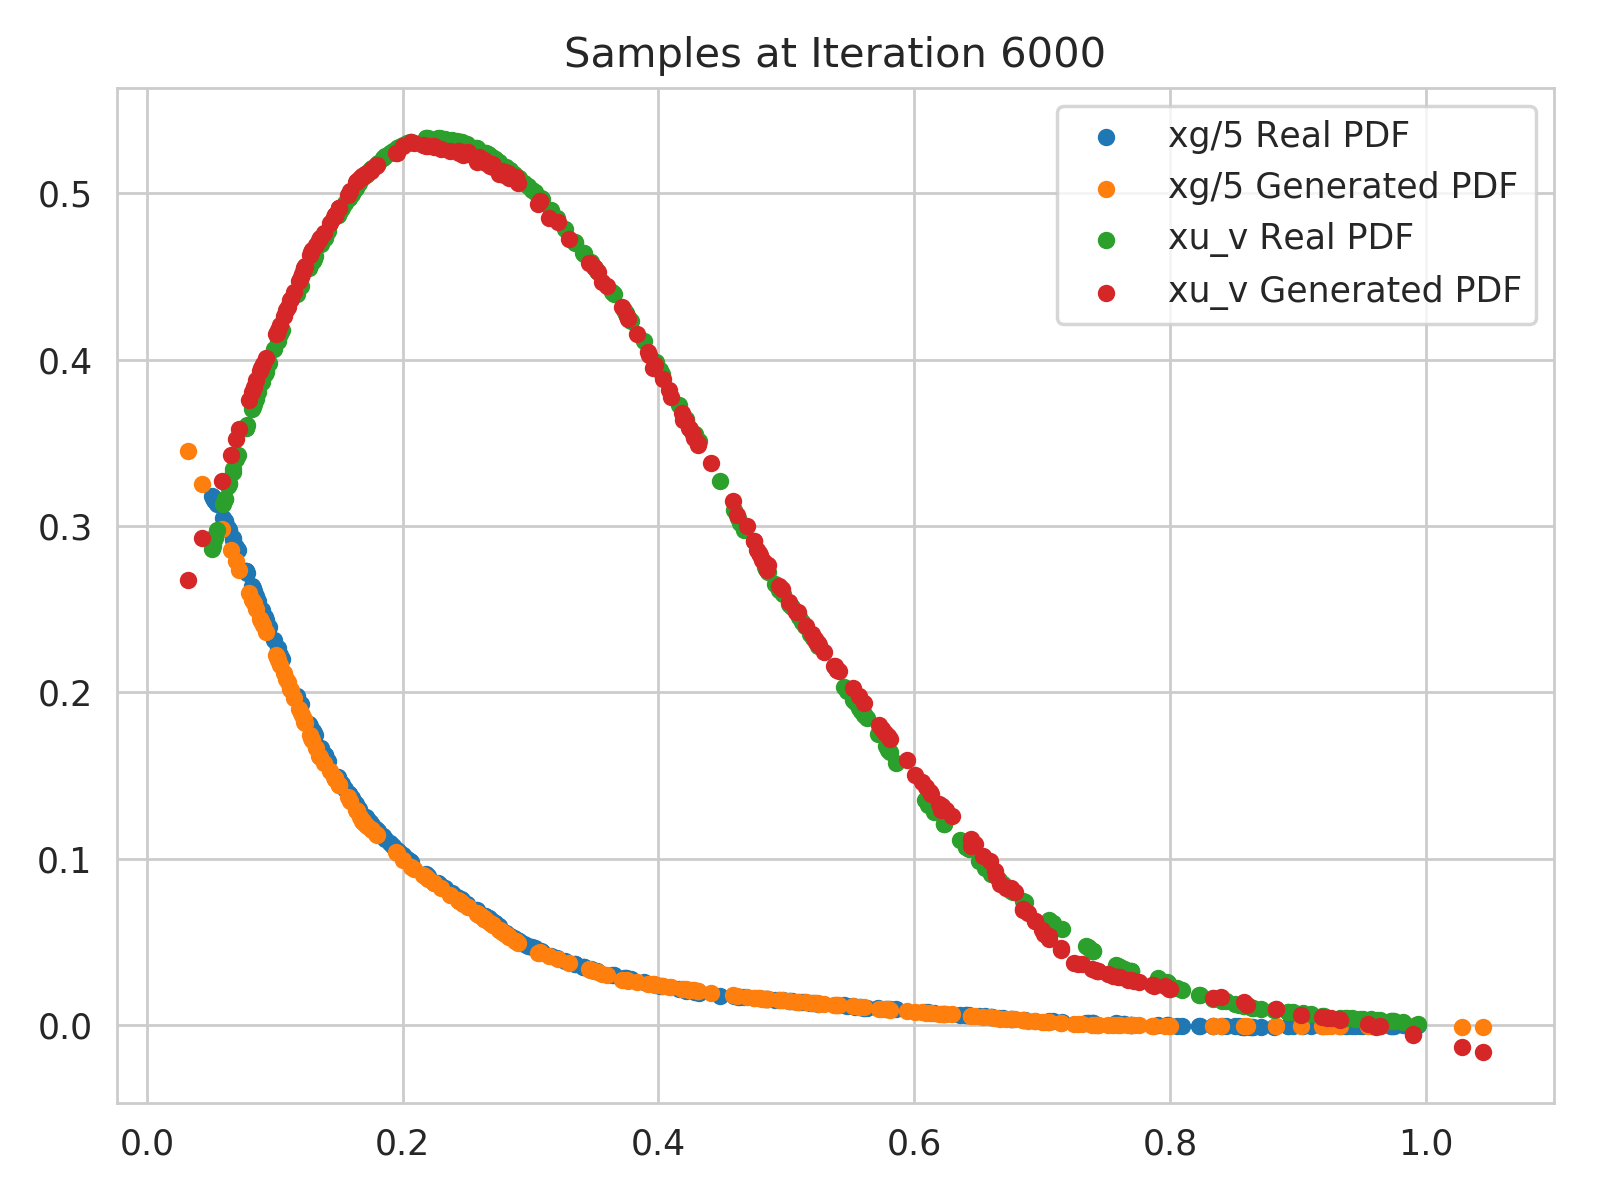 Samples at Iteration 6000
xg/5 Real PDF
xg/5 Generated PDF
xu_v Real PDF
xu_v Generated PDF
0.5
0.4
0.3
0.2
0.1
0.0
0.0 0.2 0.4 0.6 0.8 1.0